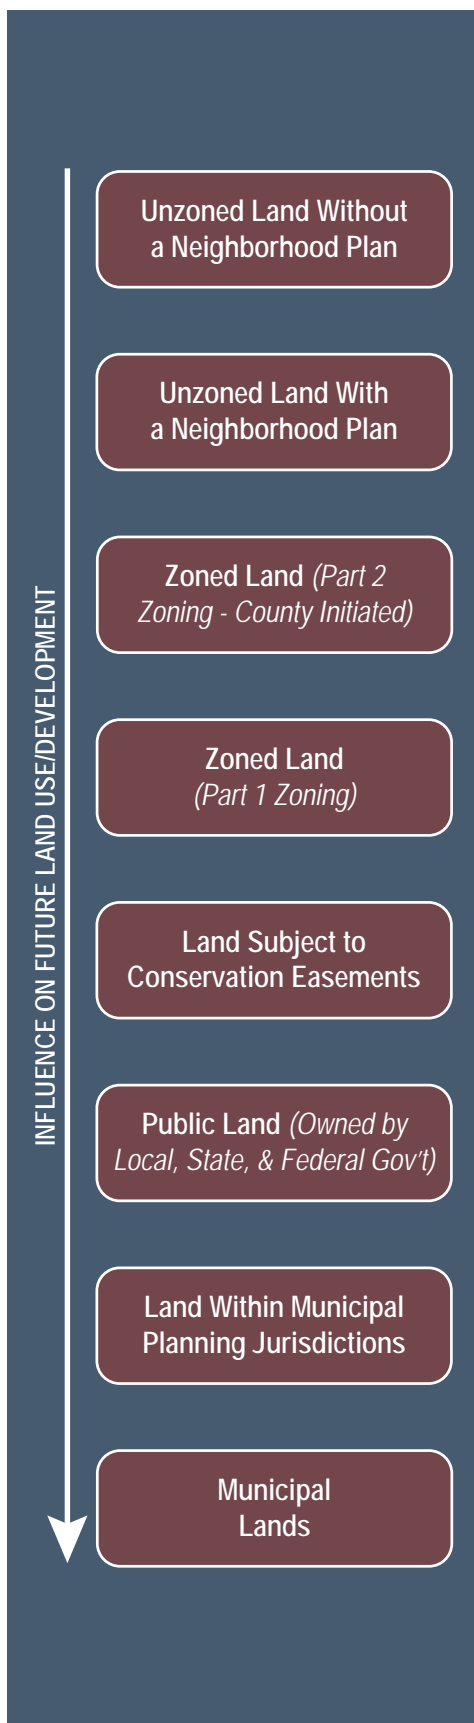 INFLUENCE ON FUTURE LAND USE/DEVELOPMENT
Unzoned Land Without
a Neighborhood Plan
Unzoned Land With
a Neighborhood Plan
Zoned Land (Part 2
Zoning - County Initiated)
Zoned Land
(Part 1 Zoning)
Land Subject to
Conservation Easements
Public Land (Owned by
Local, State, & Federal Gov't)
Land Within Municipal
Planning Jurisdictions
Municipal
Lands